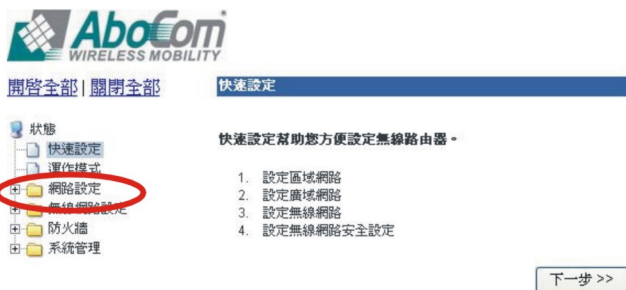 AboCom
WIRELESS MOBILITY
開啓全部 | 關閉全部
快速設定
狀態
快速設定
運作模式
網路設定
無線網路設定
防火牆
系統管理
快速設定幫助您方便設定無線路由器。
1. 設定區域網路
2. 設定廣域網路
3. 設定無線網路
4. 設定無線網路安全設定
下一步 >>